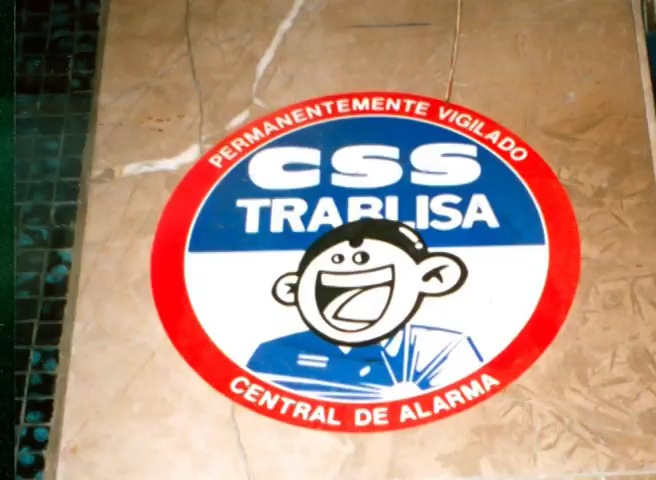 PERMANENTEMENTE VIGILADO
CSS
TRABLISA
CENTRAL DE ALARMA